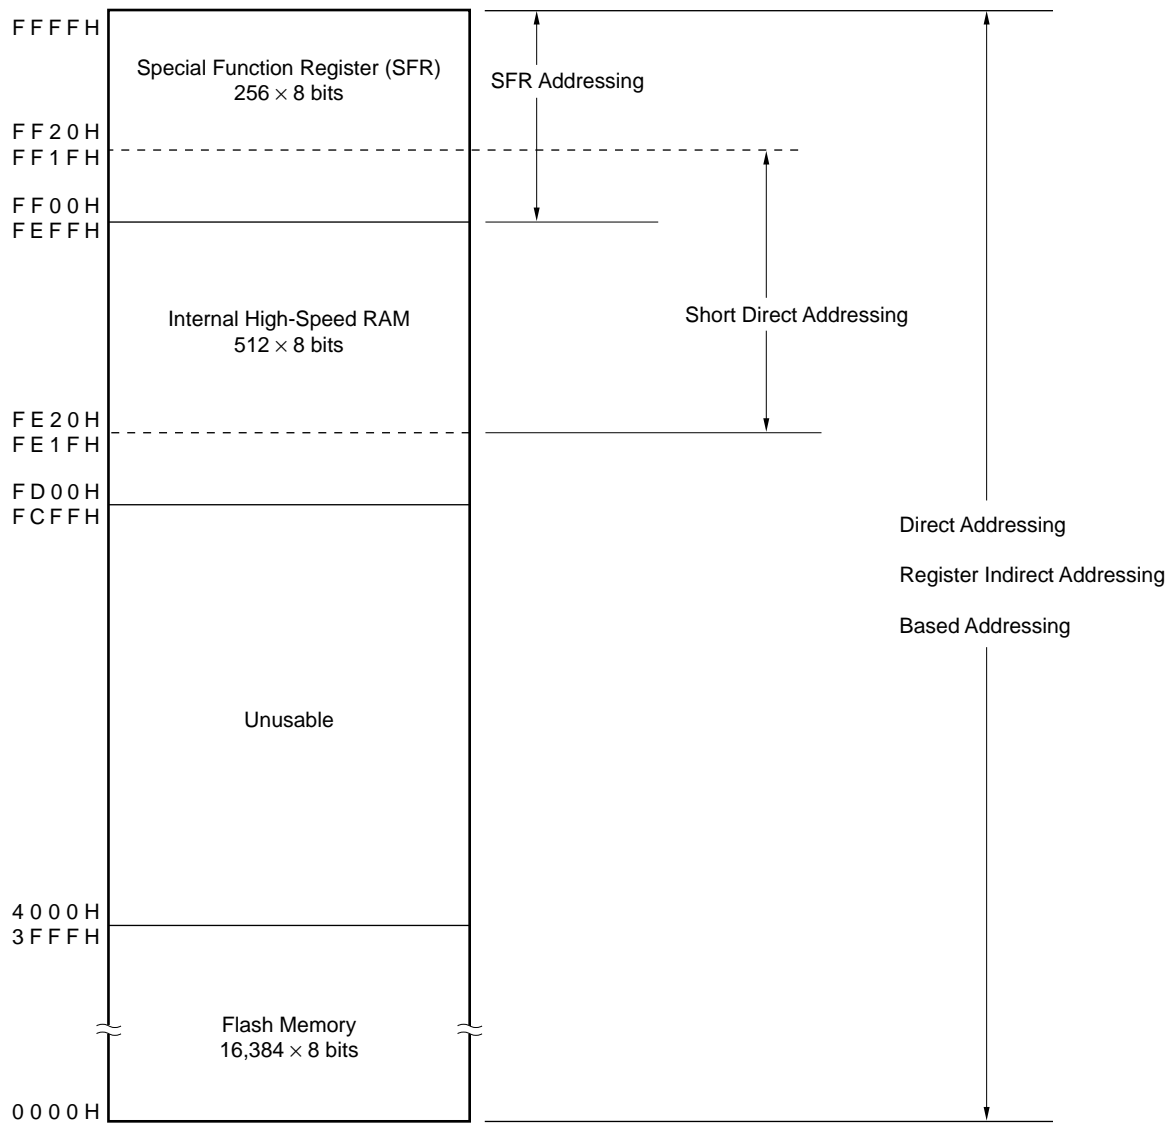 FFFFH
Special Function Register (SFR)
256 × 8 bits
SFR Addressing
FF20H
FF1FH
FF00H
FEFFH
Internal High-Speed RAM
512 × 8 bits
Short Direct Addressing
FE20H
FE1FH
FD00H
FCFFH
Direct Addressing
Register Indirect Addressing
Based Addressing
Unusable
4000H
3FFFH
Flash Memory
16,384 × 8 bits
0000H